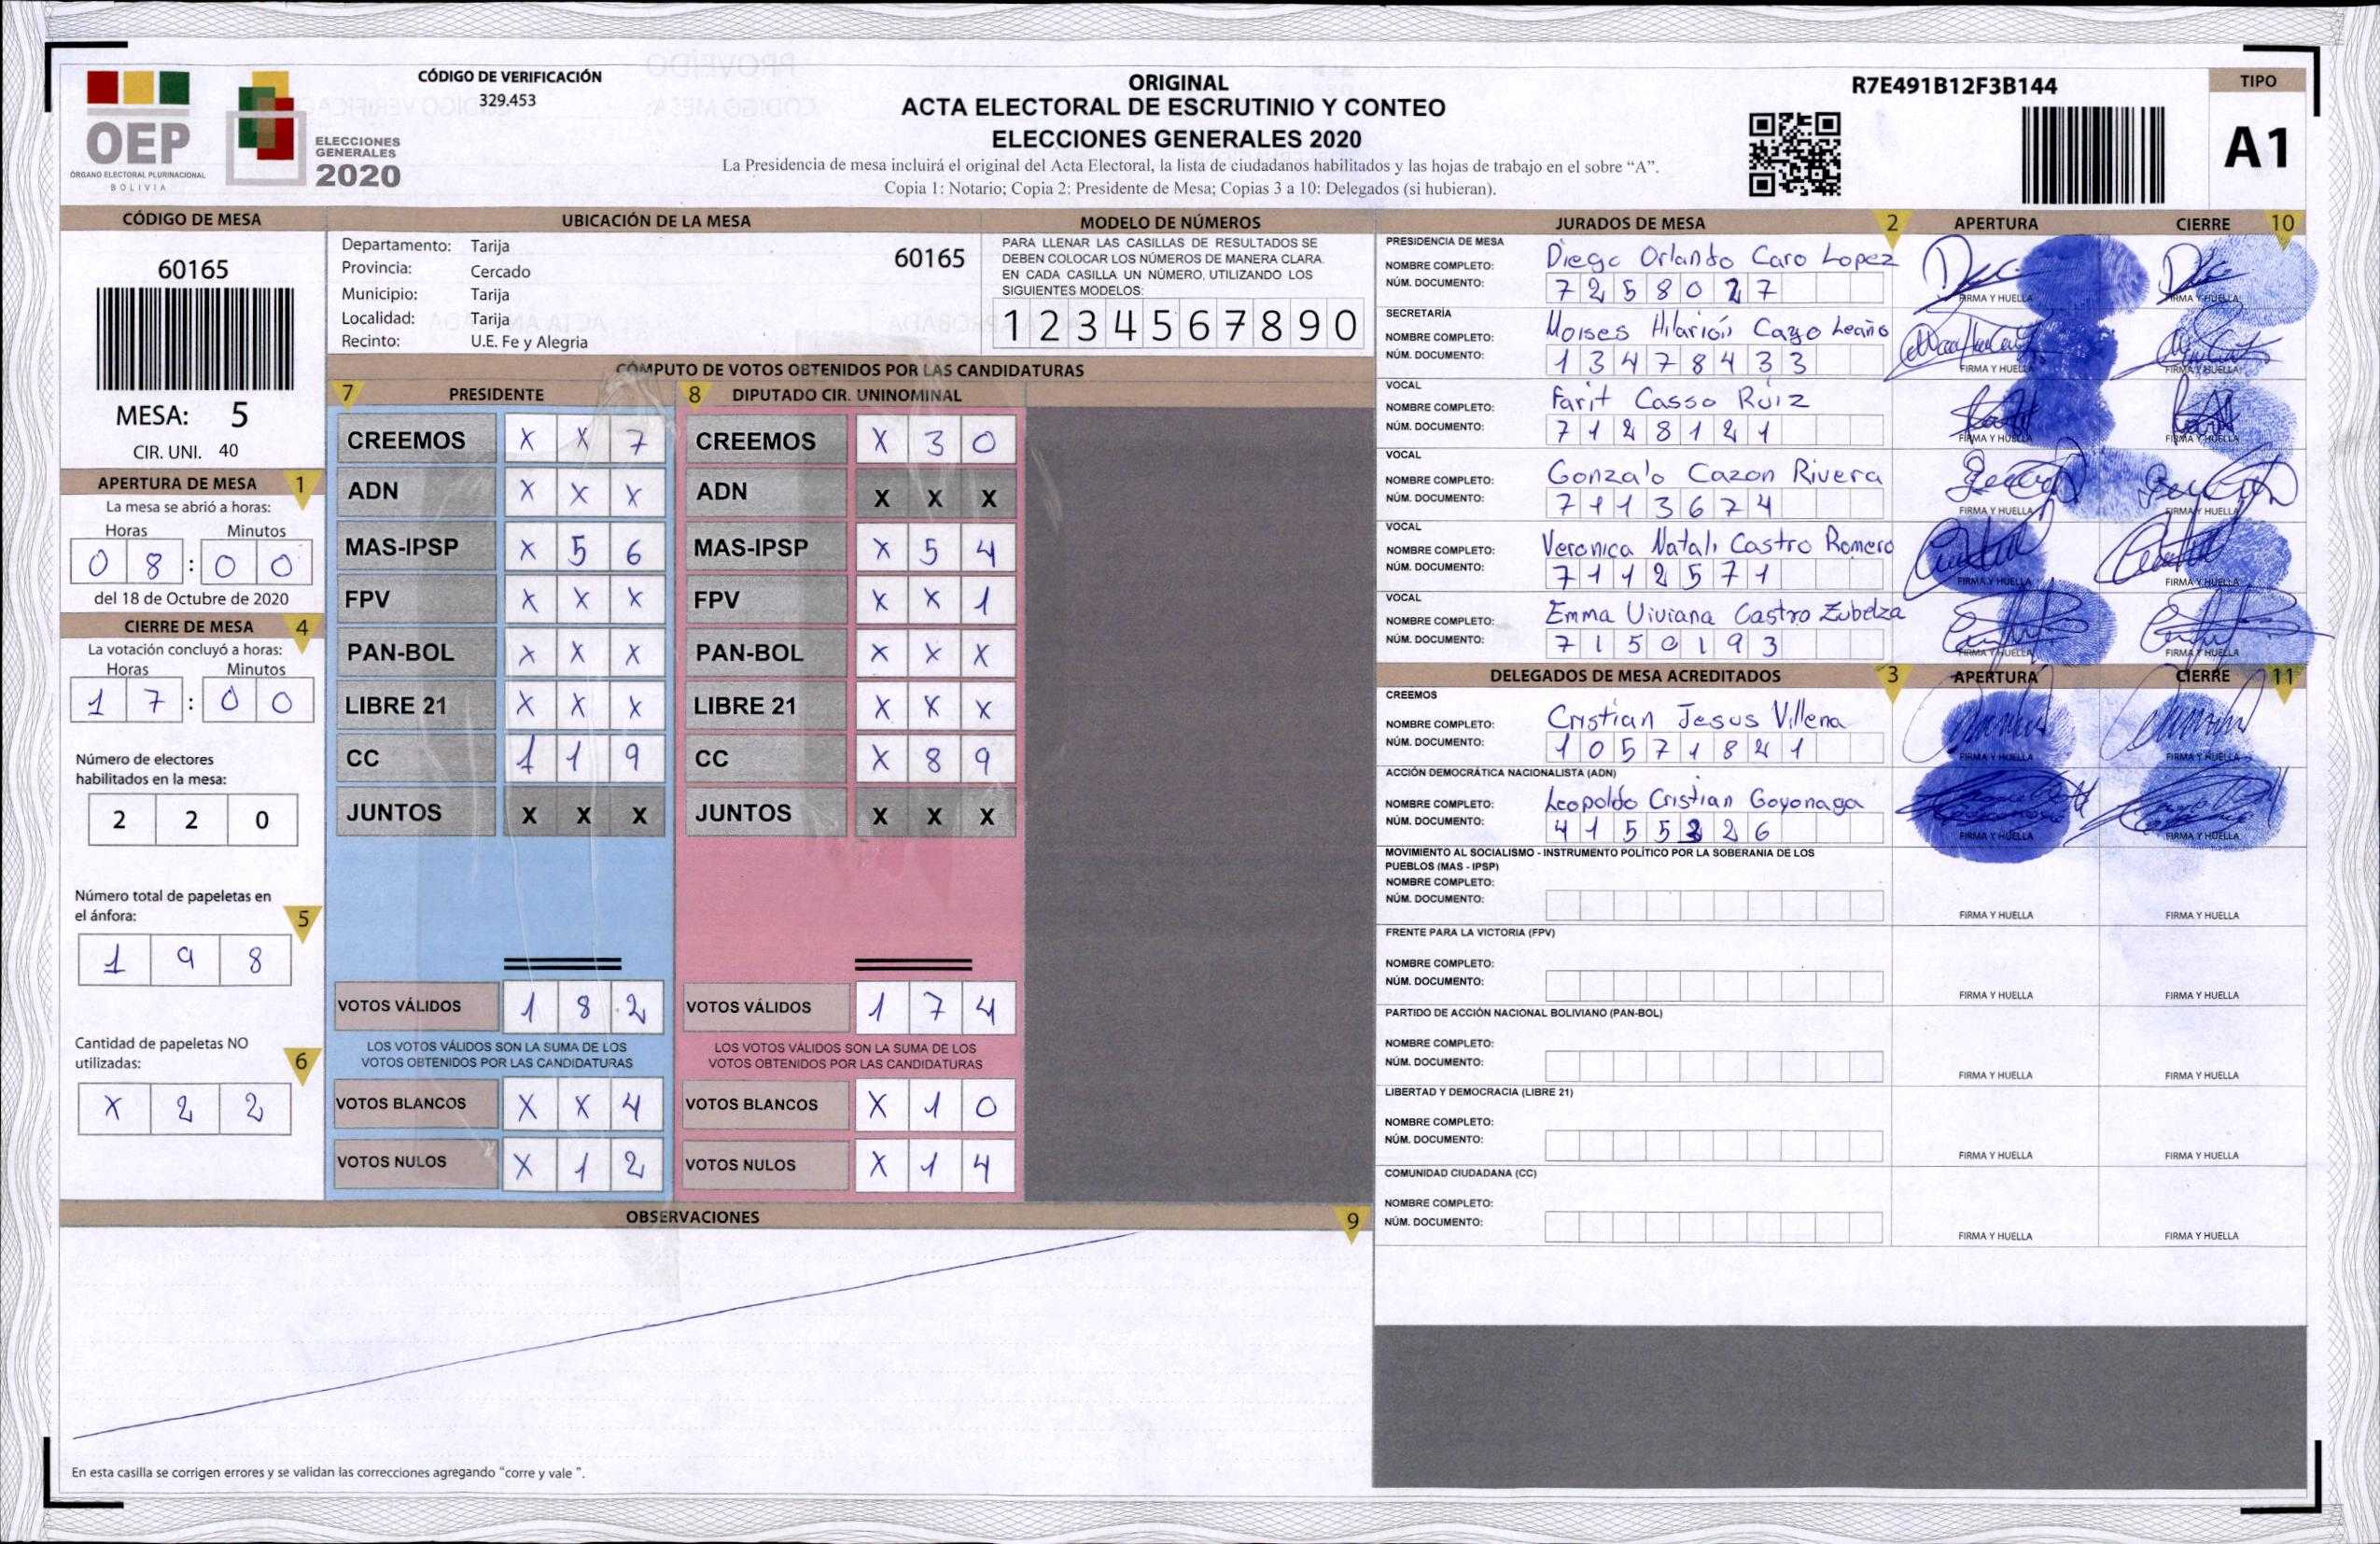 OEP
ÓRGANO ELECTORAL PLURINACIONAL
BOLIVIA
ELECCIONES
GENERALES
2020
CÓDIGO DE VERIFICACIÓN
329.453
ORIGINAL
ACTA ELECTORAL DE ESCRUTINIO Y CONTEO
ELECCIONES GENERALES 2020
La Presidencia de mesa incluirá el original del Acta Electoral, la lista de ciudadanos habilitados y las hojas de trabajo en el sobre “A”.
Copia 1: Notario; Copia 2: Presidente de Mesa; Copias 3 a 10: Delegados (si hubieran).
R7E491B12F3B144
TIPO
A1
CÓDIGO DE MESA
60165
MESA: 5
CIR. UNI. 40
APERTURA DE MESA 1
La mesa se abrió a horas:
Horas Minutos
0 8 : 0 0
del 18 de Octubre de 2020
CIERRE DE MESA 4
La votación concluyó a horas:
Horas Minutos
1 7 : 0 0
Número de electores
habilitados en la mesa:
2 2 0
Número total de papeletas en
el ánfora: 5
1 9 8
Cantidad de papeletas NO
utilizadas: 6
X 2 2
UBICACIÓN DE LA MESA
Departamento: Tarija
Provincia: Cercado
Municipio: Tarija
Localidad: Tarija
Recinto: U.E. Fe y Alegria
60165
MODELO DE NÚMEROS
PARA LLENAR LAS CASILLAS DE RESULTADOS SE
DEBEN COLOCAR LOS NÚMEROS DE MANERA CLARA.
EN CADA CASILLA UN NÚMERO, UTILIZANDO LOS
SIGUIENTES MODELOS:
1 2 3 4 5 6 7 8 9 0
CÓMPUTO DE VOTOS OBTENIDOS POR LAS CANDIDATURAS
7 PRESIDENTE
CREEMOS X X 7
ADN X X X
MAS-IPSP X 5 6
FPV X X X
PAN-BOL X X X
LIBRE 21 X X X
CC 1 1 9
JUNTOS X X X
VOTOS VÁLIDOS 1 8 2
LOS VOTOS VÁLIDOS SON LA SUMA DE LOS
VOTOS OBTENIDOS POR LAS CANDIDATURAS
VOTOS BLANCOS X X 4
VOTOS NULOS X 1 2
8 DIPUTADO CIR. UNINOMINAL
CREEMOS X 3 0
ADN X X X
MAS-IPSP X 5 4
FPV X X 1
PAN-BOL X X X
LIBRE 21 X X X
CC X 8 9
JUNTOS X X X
VOTOS VÁLIDOS 1 7 4
LOS VOTOS VÁLIDOS SON LA SUMA DE LOS
VOTOS OBTENIDOS POR LAS CANDIDATURAS
VOTOS BLANCOS X 1 0
VOTOS NULOS X 1 4
OBSERVACIONES 9
En esta casilla se corrigen errores y se validan las correcciones agregando “corre y vale ”.
JURADOS DE MESA 2 APERTURA CIERRE 10
PRESIDENCIA DE MESA
NOMBRE COMPLETO: Diego Orlando Caro Lopez
NÚM. DOCUMENTO: 7 2 5 8 0 2 7
FIRMA Y HUELLA FIRMA Y HUELLA
SECRETARÍA
NOMBRE COMPLETO: Moises Hilarión Cazo Leaño
NÚM. DOCUMENTO: 1 3 4 7 8 4 3 3
FIRMA Y HUELLA FIRMA Y HUELLA
VOCAL
NOMBRE COMPLETO: Farit Casso Ruiz
NÚM. DOCUMENTO: 7 1 2 8 1 2 1
FIRMA Y HUELLA FIRMA Y HUELLA
VOCAL
NOMBRE COMPLETO: Gonzalo Cazon Rivera
NÚM. DOCUMENTO: 7 1 1 3 6 7 4
FIRMA Y HUELLA FIRMA Y HUELLA
VOCAL
NOMBRE COMPLETO: Veronica Natali Castro Romero
NÚM. DOCUMENTO: 7 1 1 2 5 7 1
FIRMA Y HUELLA FIRMA Y HUELLA
VOCAL
NOMBRE COMPLETO: Emma Viviana Castro Zubelza
NÚM. DOCUMENTO: 7 1 5 0 1 9 3
FIRMA Y HUELLA FIRMA Y HUELLA
DELEGADOS DE MESA ACREDITADOS 3 APERTURA CIERRE 11
CREEMOS
NOMBRE COMPLETO: Cristian Jesus Villena
NÚM. DOCUMENTO: 1 0 5 7 1 8 2 1
FIRMA Y HUELLA FIRMA Y HUELLA
ACCIÓN DEMOCRÁTICA NACIONALISTA (ADN)
NOMBRE COMPLETO: Leopoldo Cristian Goyonaga
NÚM. DOCUMENTO: 4 1 5 5 3 2 6
FIRMA Y HUELLA FIRMA Y HUELLA
MOVIMIENTO AL SOCIALISMO - INSTRUMENTO POLÍTICO POR LA SOBERANIA DE LOS
PUEBLOS (MAS - IPSP)
NOMBRE COMPLETO:
NÚM. DOCUMENTO:
FIRMA Y HUELLA FIRMA Y HUELLA
FRENTE PARA LA VICTORIA (FPV)
NOMBRE COMPLETO:
NÚM. DOCUMENTO:
FIRMA Y HUELLA FIRMA Y HUELLA
PARTIDO DE ACCIÓN NACIONAL BOLIVIANO (PAN-BOL)
NOMBRE COMPLETO:
NÚM. DOCUMENTO:
FIRMA Y HUELLA FIRMA Y HUELLA
LIBERTAD Y DEMOCRACIA (LIBRE 21)
NOMBRE COMPLETO:
NÚM. DOCUMENTO:
FIRMA Y HUELLA FIRMA Y HUELLA
COMUNIDAD CIUDADANA (CC)
NOMBRE COMPLETO:
NÚM. DOCUMENTO:
FIRMA Y HUELLA FIRMA Y HUELLA